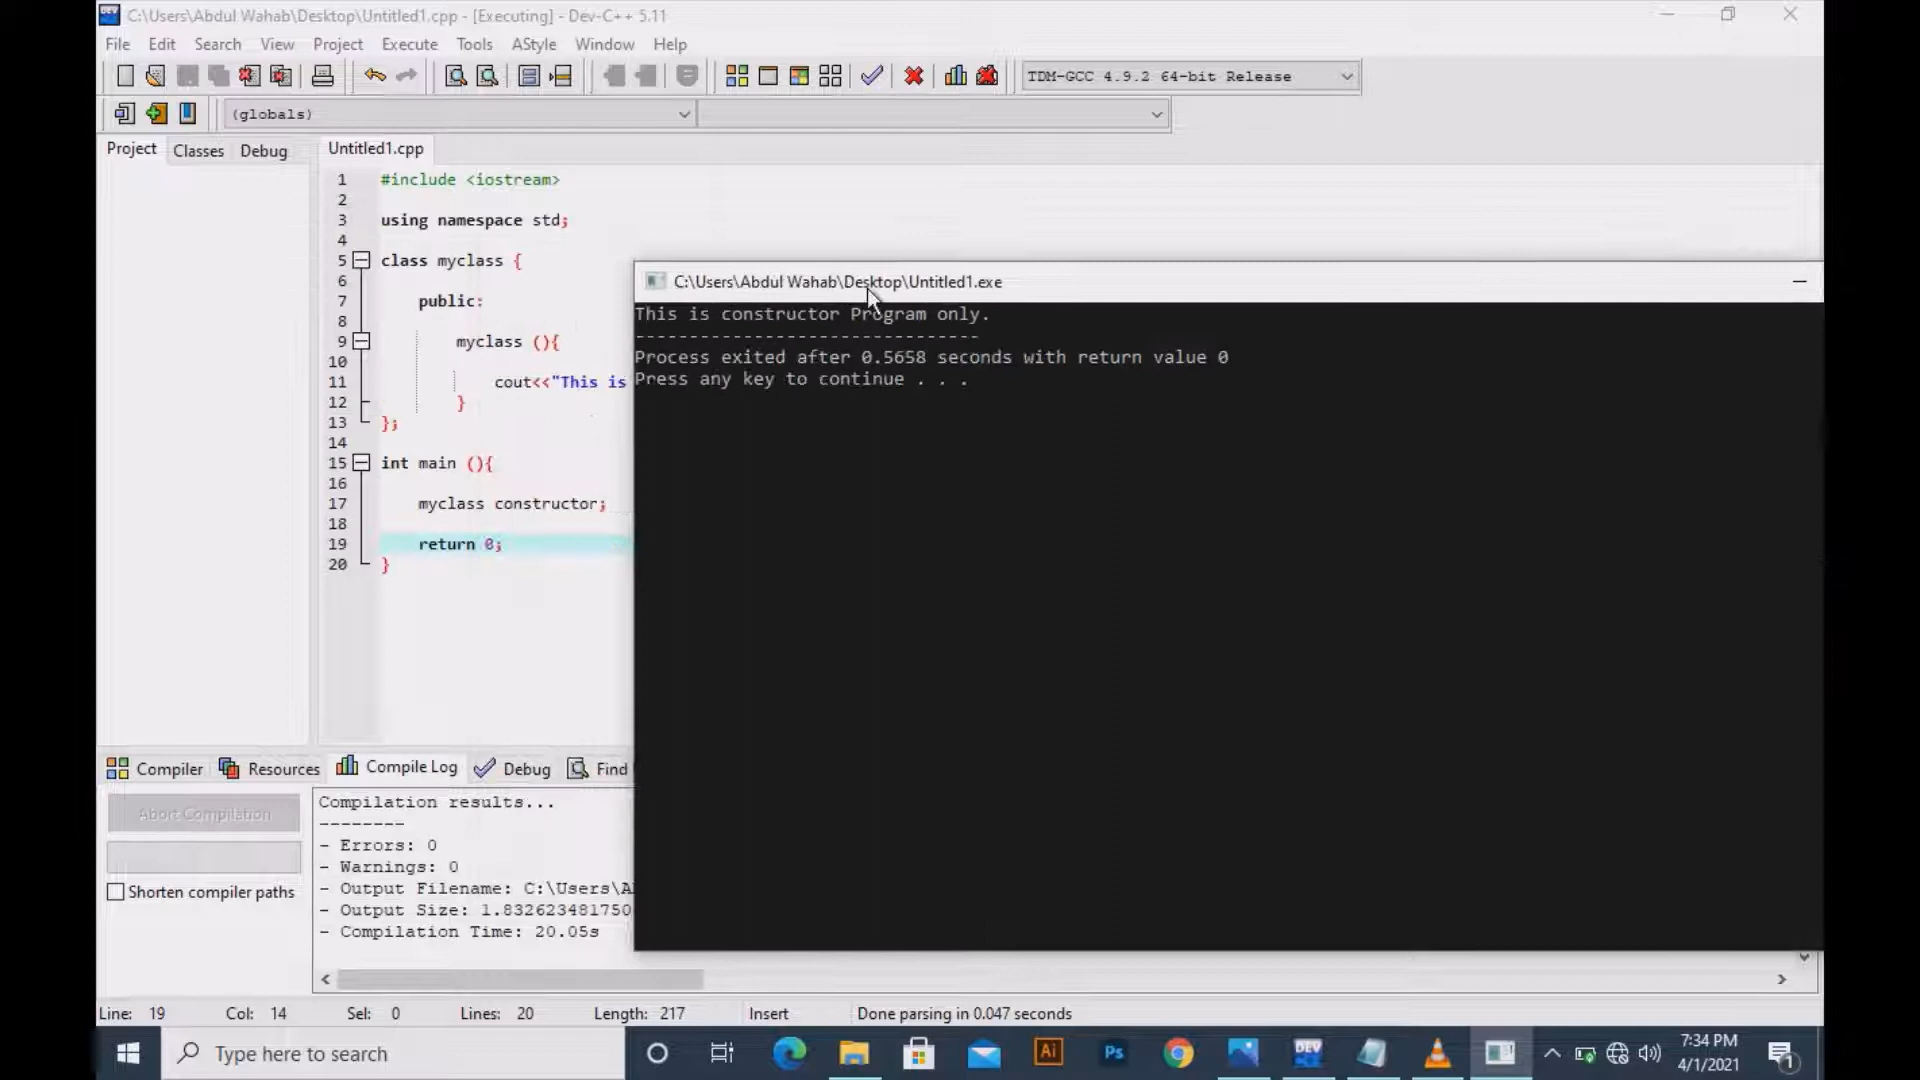 C:\Users\Abdul Wahab\Desktop\Untitled1.cpp - [Executing] - Dev-C++ 5.11
File Edit Search View Project Execute Tools AStyle Window Help
TDM-GCC 4.9.2 64-bit Release
(globals)
Project Classes Debug
Untitled1.cpp
1 #include <iostream>
2
3 using namespace std;
4
5 class myclass {
6
7 public:
8
9 myclass (){
10
11 cout<<"This is
12 }
13 };
14
15 int main (){
16
17 myclass constructor;
18
19 return 0;
20 }
C:\Users\Abdul Wahab\Desktop\Untitled1.exe
This is constructor Program only.
--------------------------------
Process exited after 0.5658 seconds with return value 0
Press any key to continue . . .
Compiler Resources Compile Log Debug Find
Abort Compilation
Shorten compiler paths
Compilation results...
--------
- Errors: 0
- Warnings: 0
- Output Filename: C:\Users\A
- Output Size: 1.832623481750
- Compilation Time: 20.05s
Line: 19 Col: 14 Sel: 0 Lines: 20 Length: 217 Insert Done parsing in 0.047 seconds
Type here to search
Ai
Ps
DEV
7:34 PM
4/1/2021
1